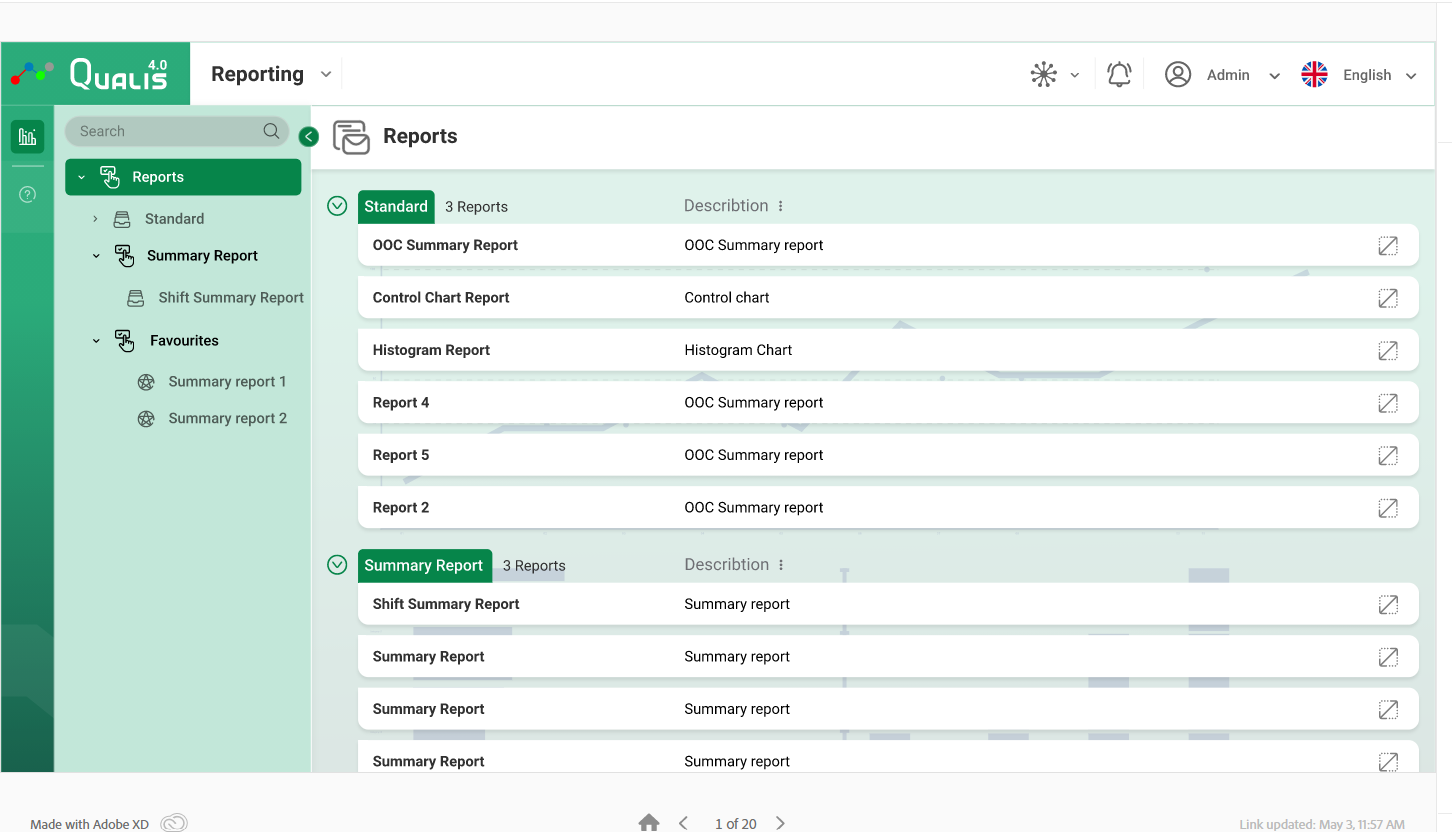 QUALIS 4.0
Reporting
Admin
English
Search
Reports
Standard
Summary Report
Shift Summary Report
Favourites
Summary report 1
Summary report 2
Reports
Standard 3 Reports Describtion
OOC Summary Report OOC Summary report
Control Chart Report Control chart
Histogram Report Histogram Chart
Report 4 OOC Summary report
Report 5 OOC Summary report
Report 2 OOC Summary report
Summary Report 3 Reports Describtion
Shift Summary Report Summary report
Summary Report Summary report
Summary Report Summary report
Summary Report Summary report
Made with Adobe XD
1 of 20
Link updated: May 3, 11:57 AM